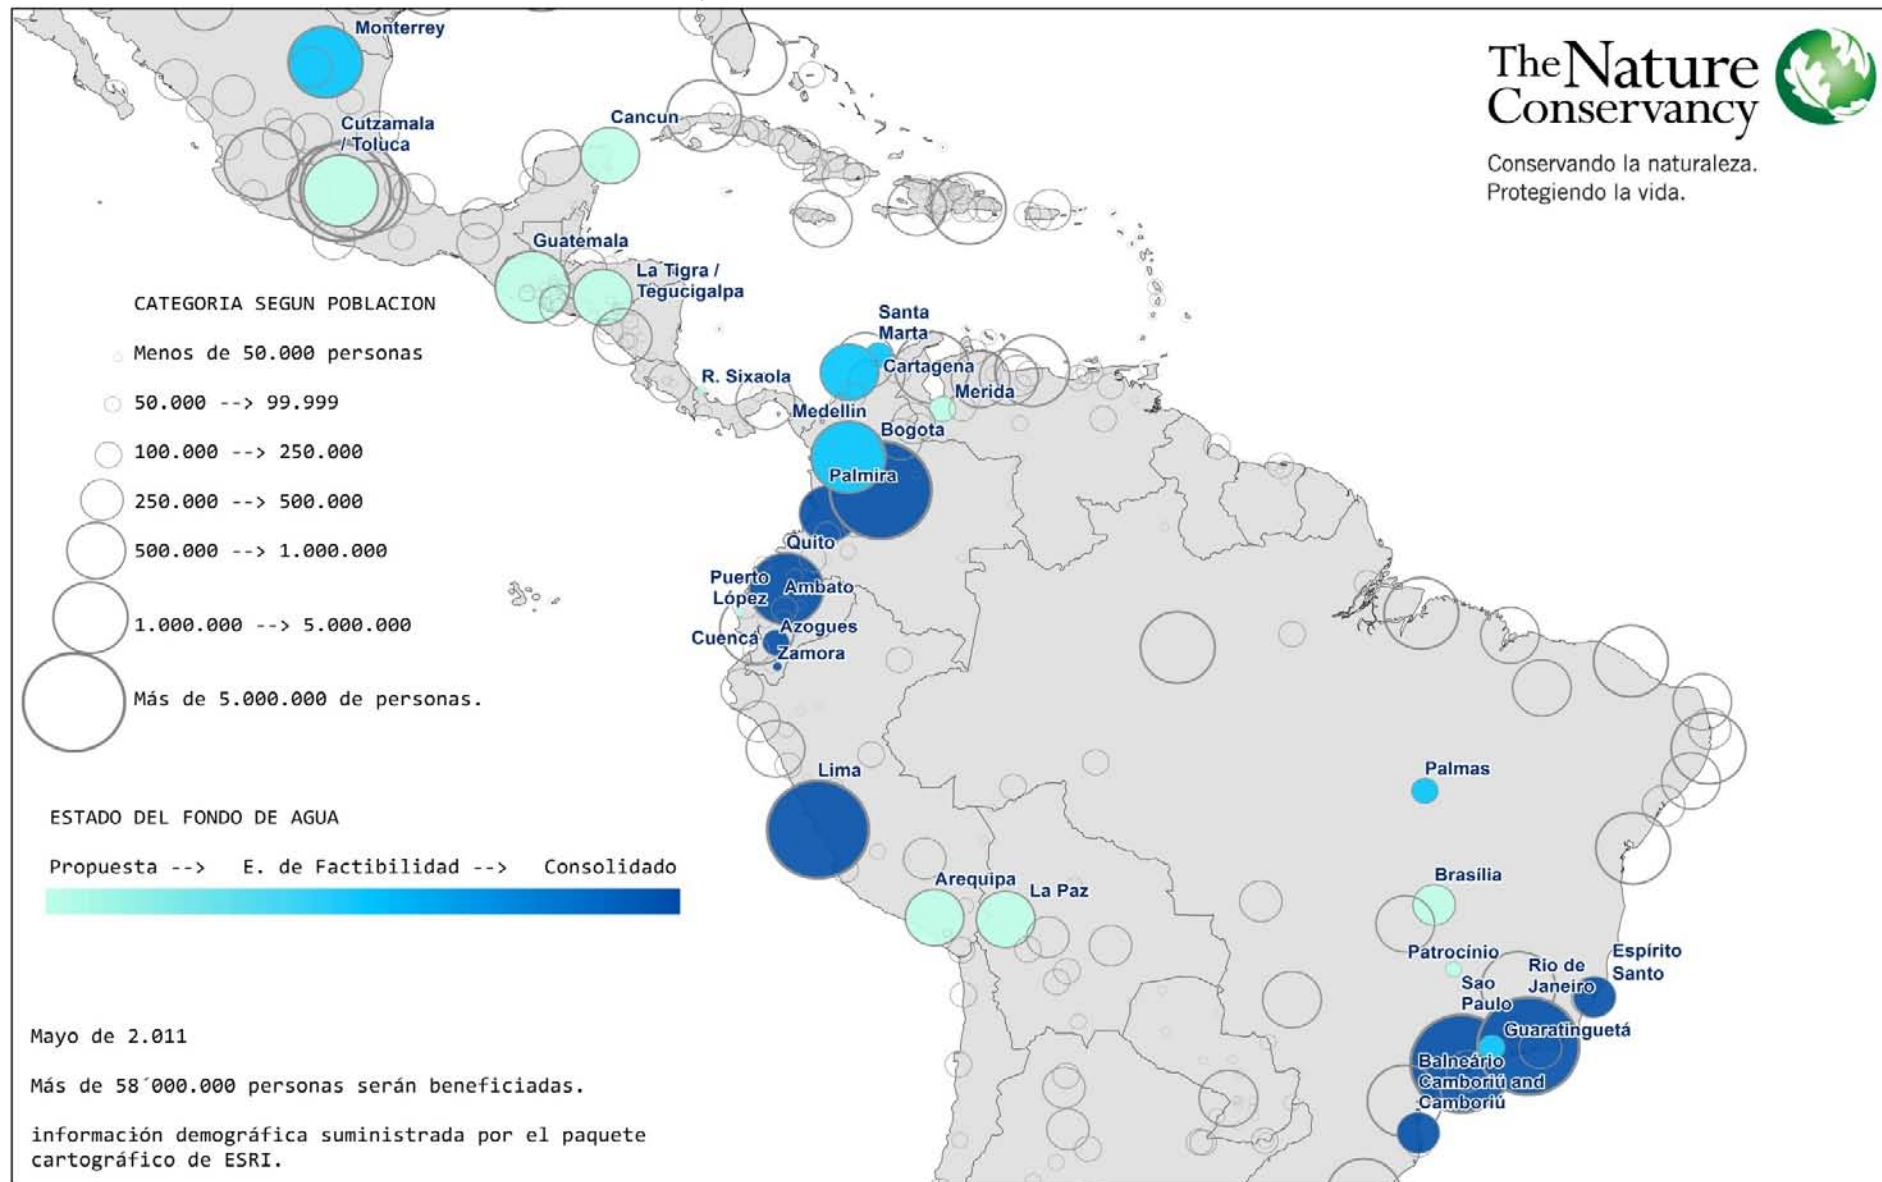 Monterrey
Cutzamala
/ Toluca
Cancun
The Nature
Conservancy
Conservando la naturaleza.
Protegiendo la vida.
Guatemala
La Tigra /
Tegucigalpa
CATEGORIA SEGUN POBLACION
Menos de 50.000 personas
50.000 --> 99.999
100.000 --> 250.000
250.000 --> 500.000
500.000 --> 1.000.000
1.000.000 --> 5.000.000
Más de 5.000.000 de personas.
Santa
Marta
Cartagena
R. Sixaola
Merida
Medellin
Bogota
Palmira
Quito
Puerto
López
Ambato
Azogues
Cuenca
Zamora
Lima
Palmas
ESTADO DEL FONDO DE AGUA
Propuesta --> E. de Factibilidad --> Consolidado
Arequipa
La Paz
Brasília
Patrocínio
Espírito
Santo
Rio de
Janeiro
Sao
Paulo
Guaratinguetá
Balneário
Camboriú and
Camboriú
Mayo de 2.011
Más de 58´000.000 personas serán beneficiadas.
información demográfica suministrada por el paquete
cartográfico de ESRI.